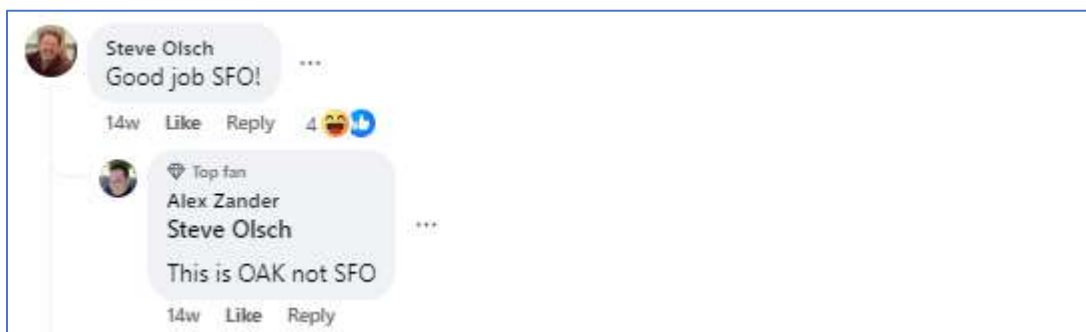 Steve Olsch
Good job SFO!
...
14w Like Reply 4
Top fan
Alex Zander
Steve Olsch
...
This is OAK not SFO
14w Like Reply